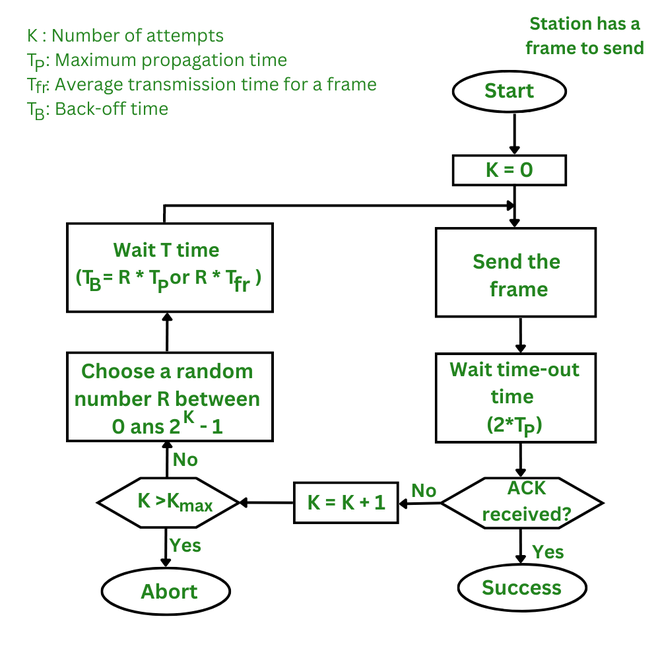 K : Number of attempts
TP: Maximum propagation time
Tfr: Average transmission time for a frame
TB: Back-off time
Station has a
frame to send
Start
K = 0
Send the
frame
Wait time-out
time
(2*TP)
ACK
received?
Yes
Success
No
K = K + 1
K >Kmax
Yes
Abort
No
Choose a random
number R between
0 ans 2^K - 1
Wait T time
(TB= R * TP or R * Tfr )